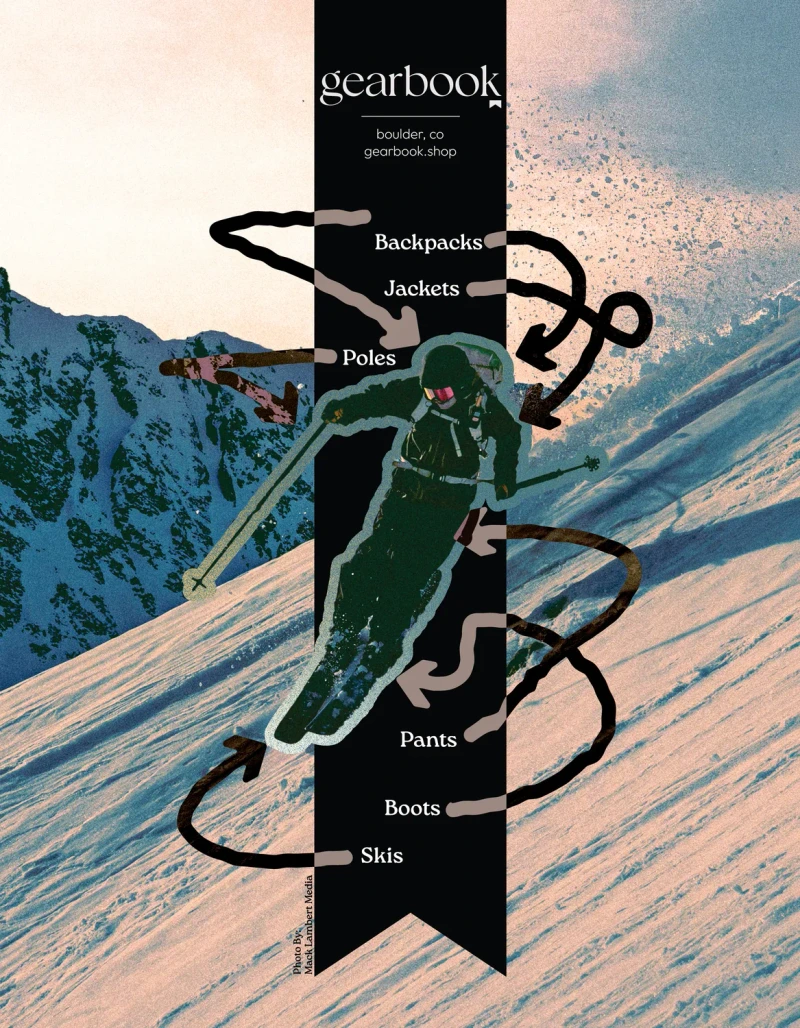 gearbook
boulder, co
gearbook.shop
Backpacks
Jackets
Poles
Pants
Boots
Skis
Photo By:
Mack Lambert Media